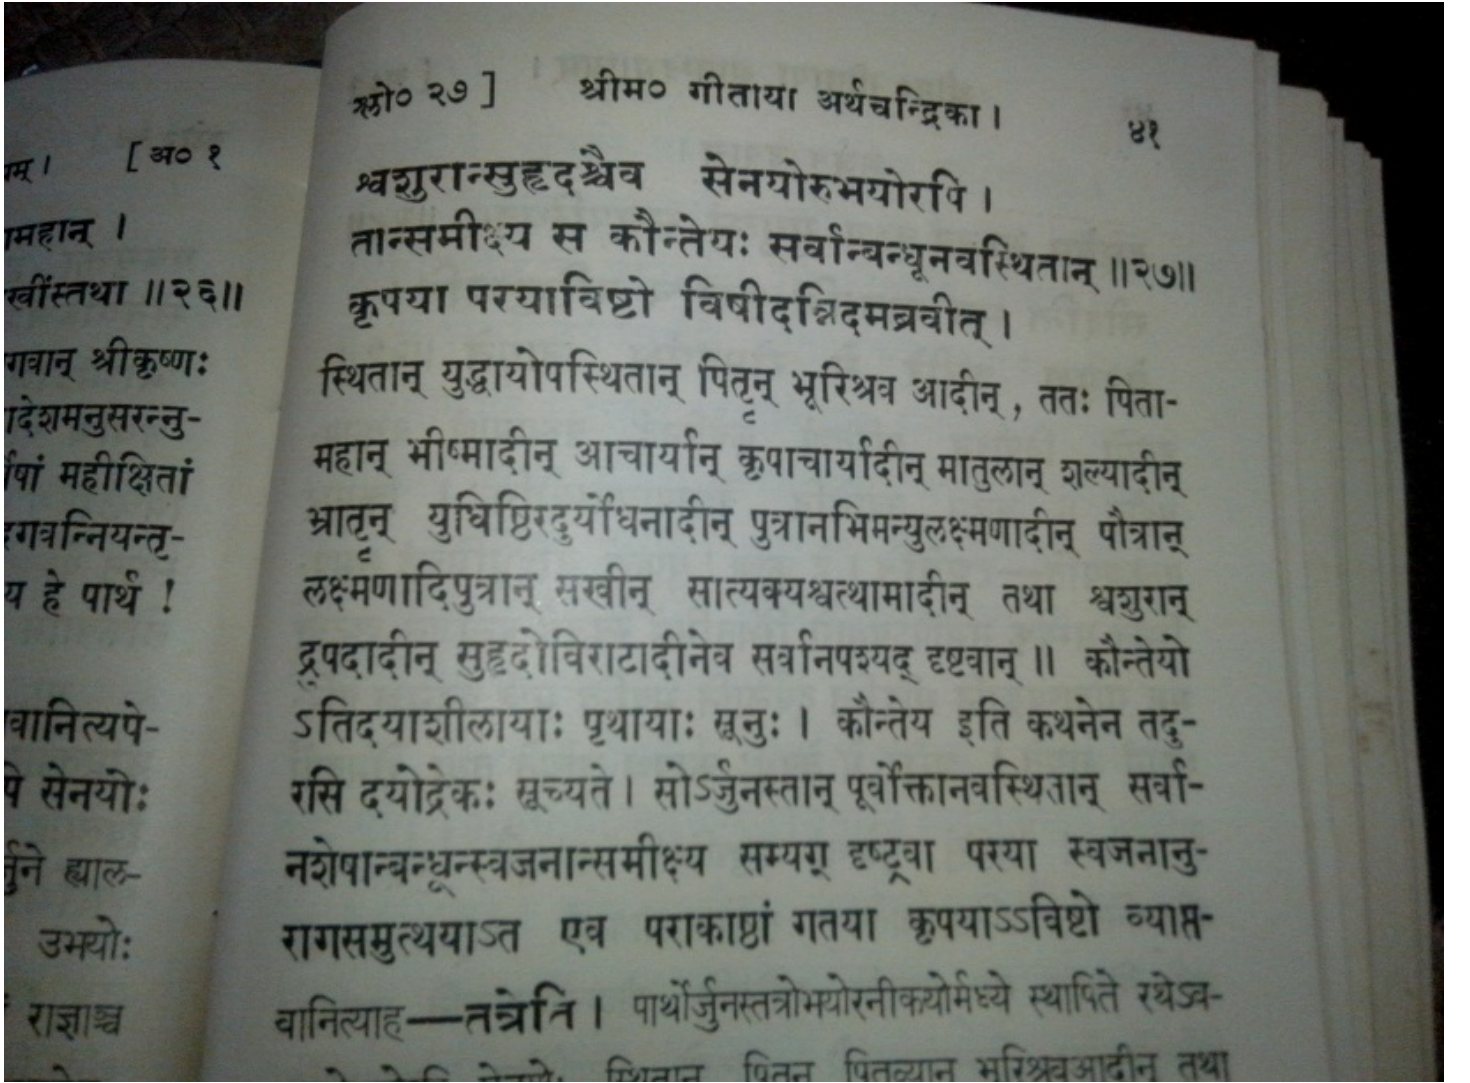 म् ।	[ अ० १
महान् ।
खींस्तथा ॥२६॥
गवान् श्रीकृष्णः
देशमनुसरन्नु-
षां महीक्षितां
गवन्नियन्तृ-
य हे पार्थ !
वानित्यपे-
पे सेनयोः
र्जुने ह्याल-
उभयोः
राज्ञाश्च
श्लो० २७ ]	श्रीम० गीताया अर्थचन्द्रिका ।	४१
श्वशुरान्सुहृदश्चैव सेनयोरुभयोरपि ।
तान्समीक्ष्य स कौन्तेयः सर्वान्बन्धूनवस्थितान् ॥२७॥
कृपया परयाविष्टो विषीदन्निदमब्रवीत् ।
स्थितान् युद्धायोपस्थितान् पितॄन् भूरिश्रव आदीन् , ततः पिता-
महान् भीष्मादीन् आचार्यान् कृपाचार्यादीन् मातुलान् शल्यादीन्
भ्रातॄन् युधिष्ठिरदुर्योधनादीन् पुत्रानभिमन्युलक्ष्मणादीन् पौत्रान्
लक्ष्मणादिपुत्रान् सखीन् सात्यक्यश्वत्थामादीन् तथा श्वशुरान्
द्रुपदादीन् सुहृदोविराटादीनेव सर्वानपश्यद् दृष्टवान् ॥ कौन्तेयो
ऽतिदयाशीलायाः पृथायाः सूनुः । कौन्तेय इति कथनेन तदु-
रसि दयोद्रेकः सूच्यते । सोऽर्जुनस्तान् पूर्वोक्तानवस्थितान् सर्वा-
नशेषान्बन्धून्स्वजनान्समीक्ष्य सम्यग् दृष्ट्वा परया स्वजनानु-
रागसमुत्थयाऽत एव पराकाष्ठां गतया कृपयाऽऽविष्टो व्याप्त-
वानित्याह—तत्रेति । पार्थोर्जुनस्तत्रोभयोरनीकयोर्मध्ये स्थापिते रथेऽव-
स्थितान् पितॄन् पितृव्यान् भूरिश्रवआदीन् तथा